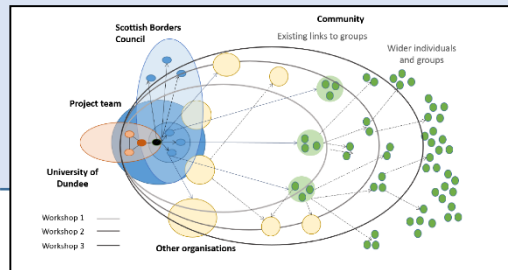 Scottish Borders
Council
Community
Existing links to groups
Wider individuals
and groups
Project team
University of
Dundee
Workshop 1
Workshop 2
Workshop 3
Other organisations